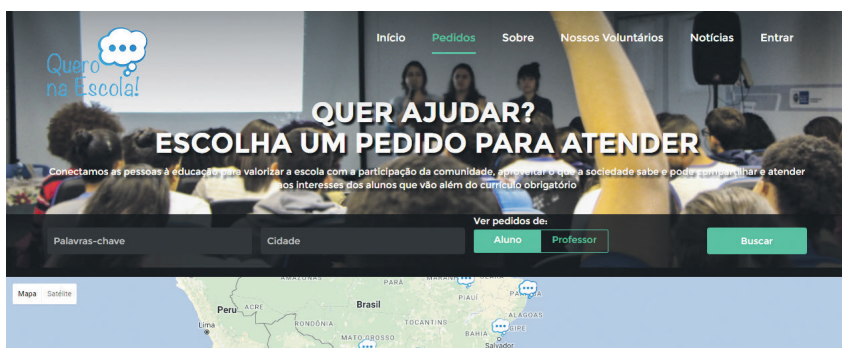 Quero
na Escola!
Início Pedidos Sobre Nossos Voluntários Notícias Entrar
QUER AJUDAR?
ESCOLHA UM PEDIDO PARA ATENDER
Conectamos as pessoas à educação para valorizar a escola com a participação da comunidade, aproveitar o que a sociedade sabe e pode compartilhar e atender
aos interesses dos alunos que vão além do currículo obrigatório
Ver pedidos de:
Palavras-chave Cidade Aluno Professor Buscar
Mapa Satélite
AMAZONAS PARÁ
PIAUÍ
Peru ACRE Brasil
ALAGOAS
Lima RONDÔNIA TOCANTINS
BAHIA
MATO GROSSO
Salvador